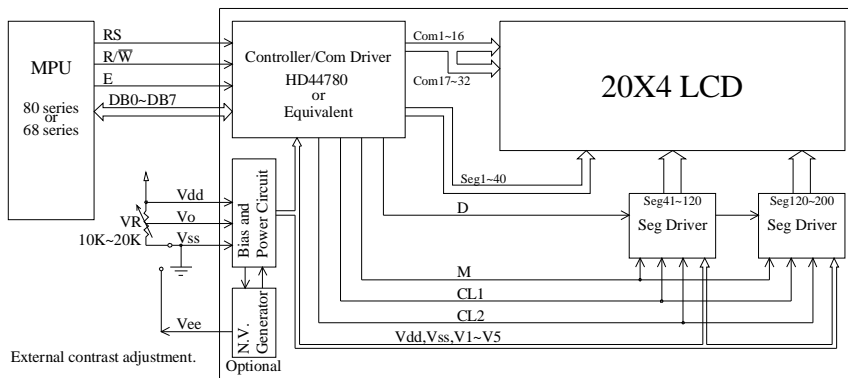 MPU
80 series
or
68 series
RS
R/W̅
E
DB0~DB7
Controller/Com Driver
HD44780
or
Equivalent
Com1~16
Com17~32
20X4 LCD
Seg1~40
D
Seg41~120
Seg Driver
Seg120~200
Seg Driver
M
CL1
CL2
Vdd,Vss,V1~V5
Vdd
Vo
Vss
VR
10K~20K
Bias and
Power Circuit
Vee
N.V.
Generator
Optional
External contrast adjustment.